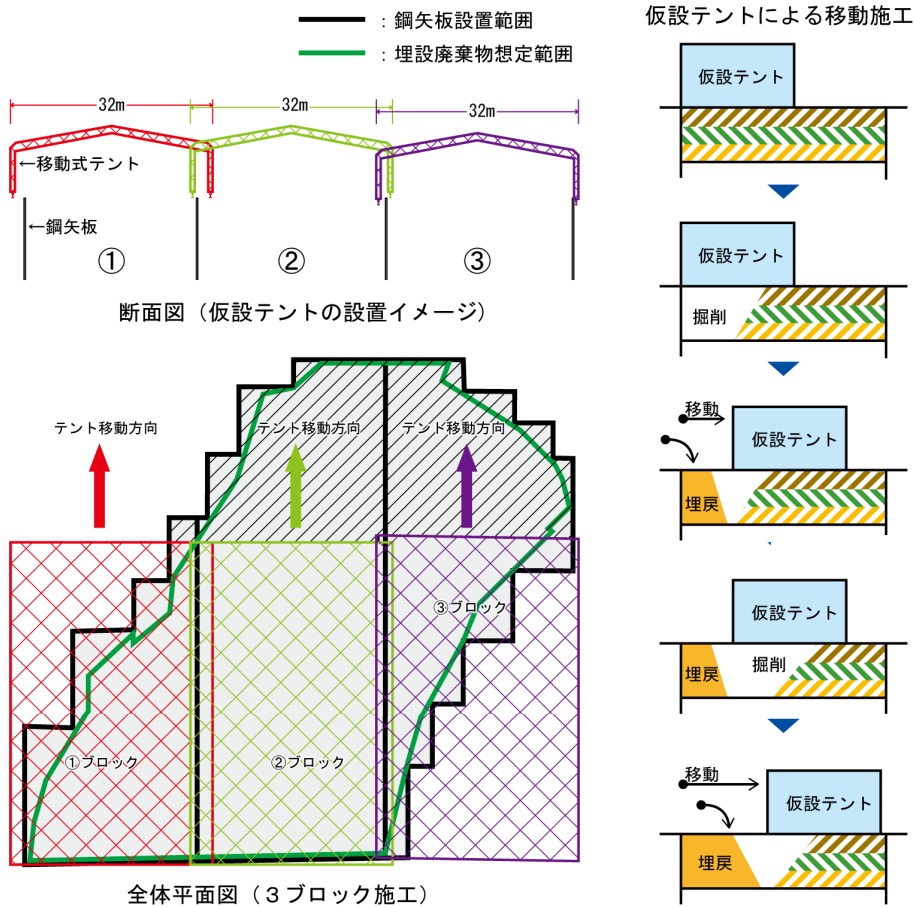 ：鋼矢板設置範囲
：埋設廃棄物想定範囲
32m
32m
32m
←移動式テント
←鋼矢板
①
②
③
断面図（仮設テントの設置イメージ）
テント移動方向
テント移動方向
テント移動方向
③ブロック
①ブロック
②ブロック
全体平面図（３ブロック施工）
仮設テントによる移動施工
仮設テント
仮設テント
掘削
移動
仮設テント
埋戻
仮設テント
埋戻
掘削
移動
仮設テント
埋戻